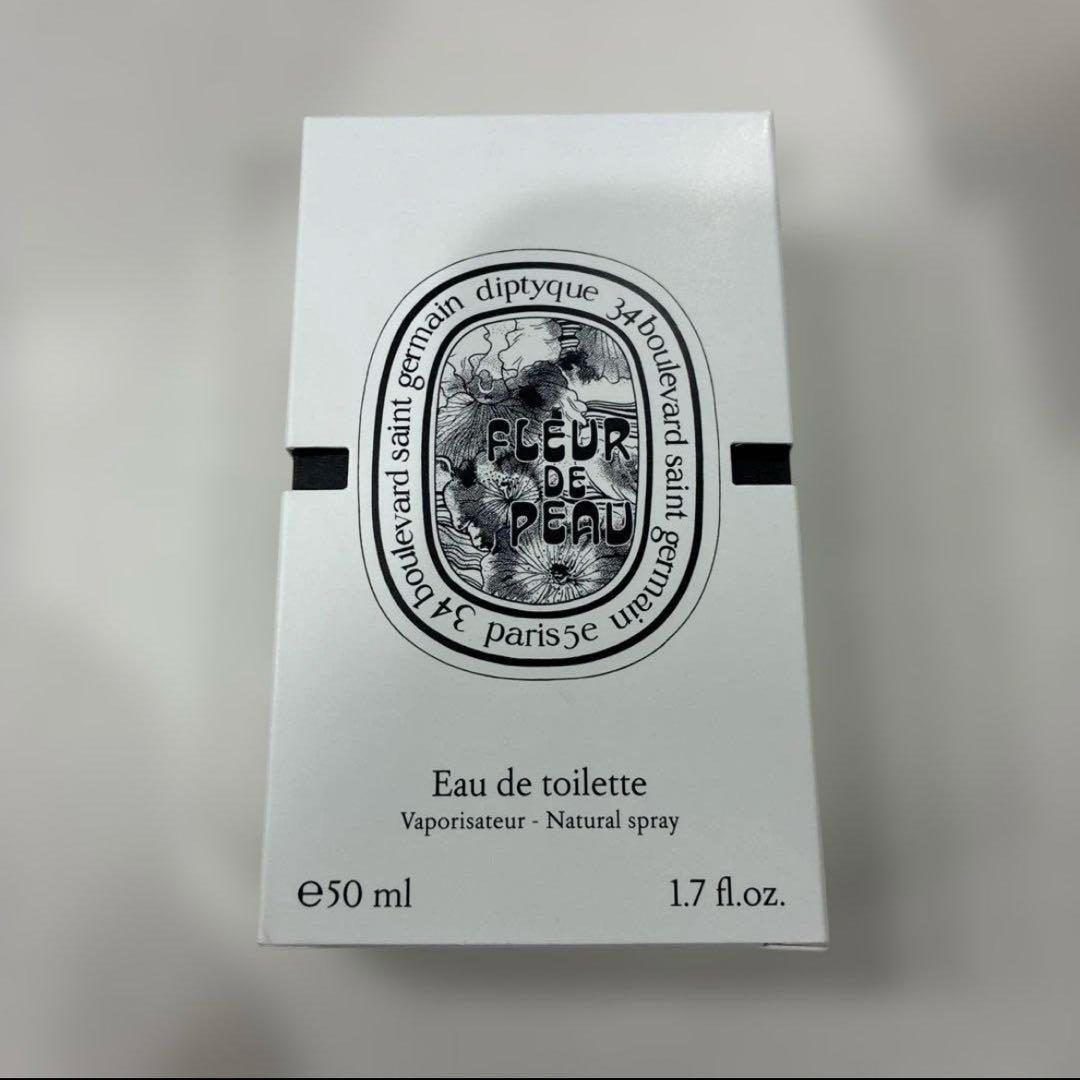 34 boulevard saint germain diptyque 34 boulevard saint germain
paris5e
FLEUR
DE
PEAU
Eau de toilette
Vaporisateur - Natural spray
℮50 ml
1.7 fl.oz.